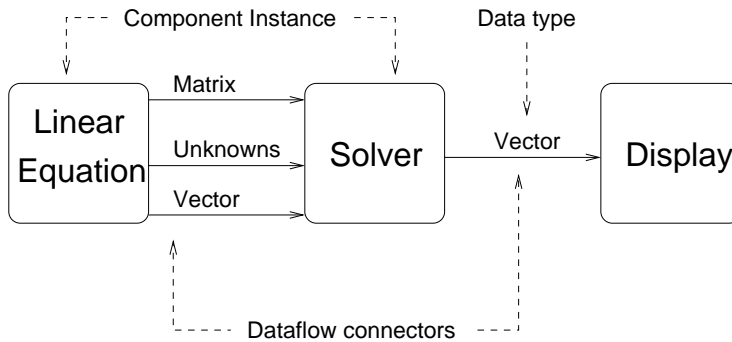 Component Instance
Data type
Linear
Equation
Matrix
Unknowns
Vector
Solver
Vector
Display
Dataflow connectors